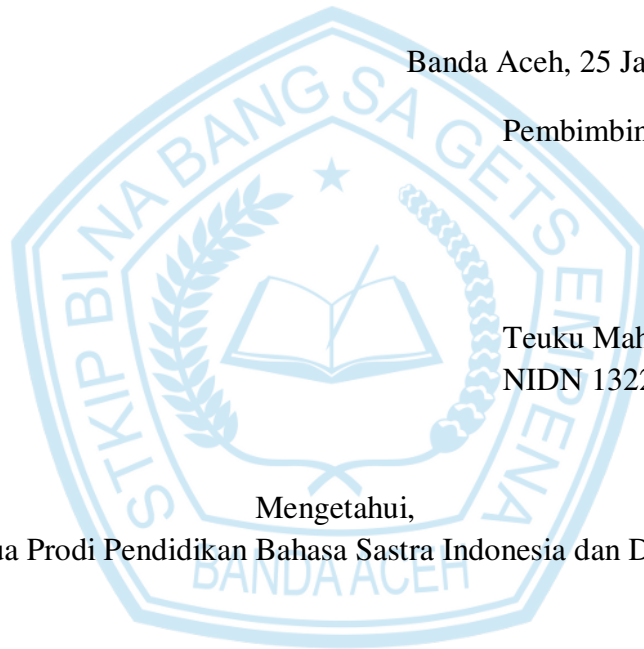 Banda Aceh, 25 Ja
Pembimbin
STKIP BINA BANGSA GETSEMPENA
Teuku Mah
NIDN 1322
Mengetahui,
ua Prodi Pendidikan Bahasa Sastra Indonesia dan D
BANDA ACEH